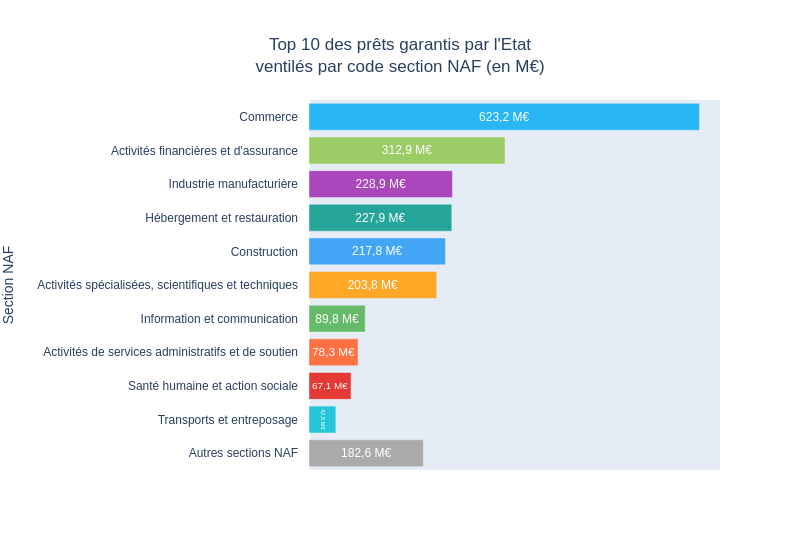 Top 10 des prêts garantis par l'Etat
ventilés par code section NAF (en M€)
Section NAF
Commerce 623,2 M€
Activités financières et d'assurance 312,9 M€
Industrie manufacturière 228,9 M€
Hébergement et restauration 227,9 M€
Construction 217,8 M€
Activités spécialisées, scientifiques et techniques 203,8 M€
Information et communication 89,8 M€
Activités de services administratifs et de soutien 78,3 M€
Santé humaine et action sociale 67,1 M€
Transports et entreposage
Autres sections NAF 182,6 M€